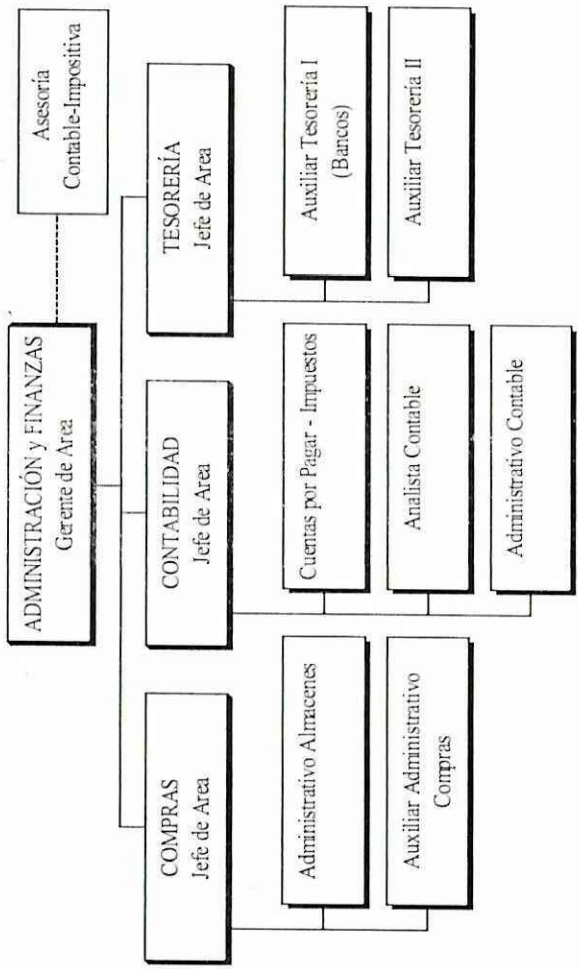 ADMINISTRACIÓN y FINANZAS
Gerente de Area
Asesoría
Contable-Impositiva
COMPRAS
Jefe de Area
CONTABILIDAD
Jefe de Area
TESORERÍA
Jefe de Area
Administrativo Almacenes
Auxiliar Administrativo
Compras
Cuentas por Pagar - Impuestos
Analista Contable
Administrativo Contable
Auxiliar Tesorería I
(Bancos)
Auxiliar Tesorería II